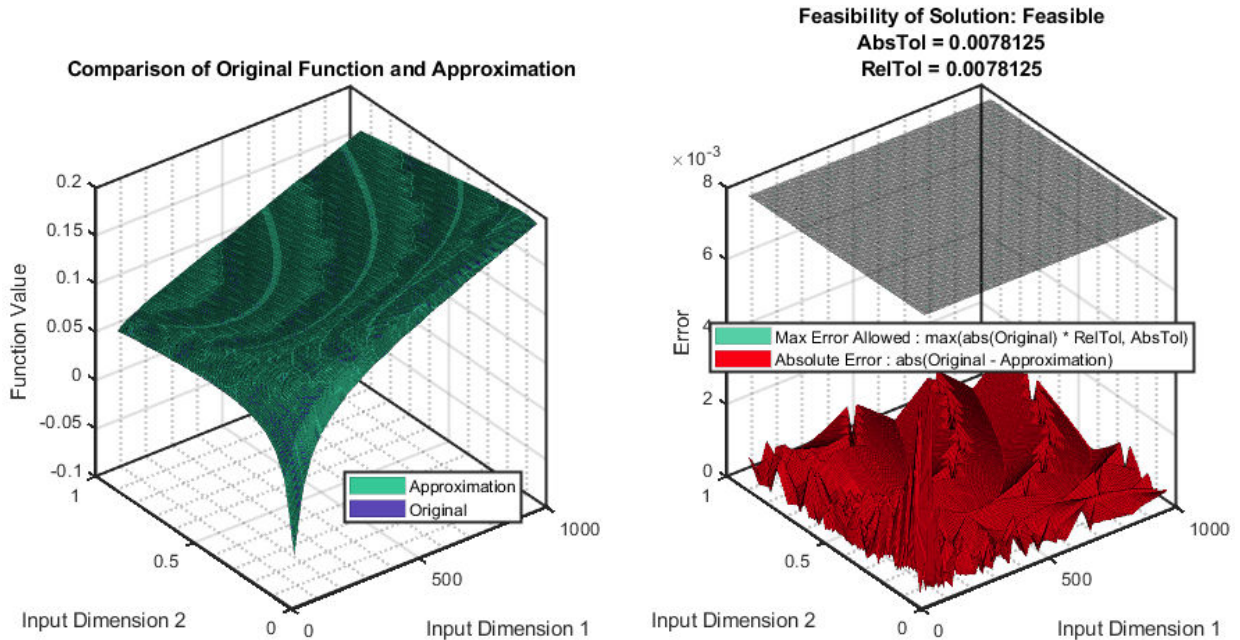 Comparison of Original Function and Approximation
0.2
0.15
0.1
0.05
0
-0.05
-0.1
Function Value
1
0.5
0
Input Dimension 2
0
500
1000
Input Dimension 1
Approximation
Original
Feasibility of Solution: Feasible
AbsTol = 0.0078125
RelTol = 0.0078125
× 10⁻³
8
6
4
2
0
Error
Max Error Allowed : max(abs(Original) * RelTol, AbsTol)
Absolute Error : abs(Original - Approximation)
1
0.5
0
Input Dimension 2
0
500
1000
Input Dimension 1